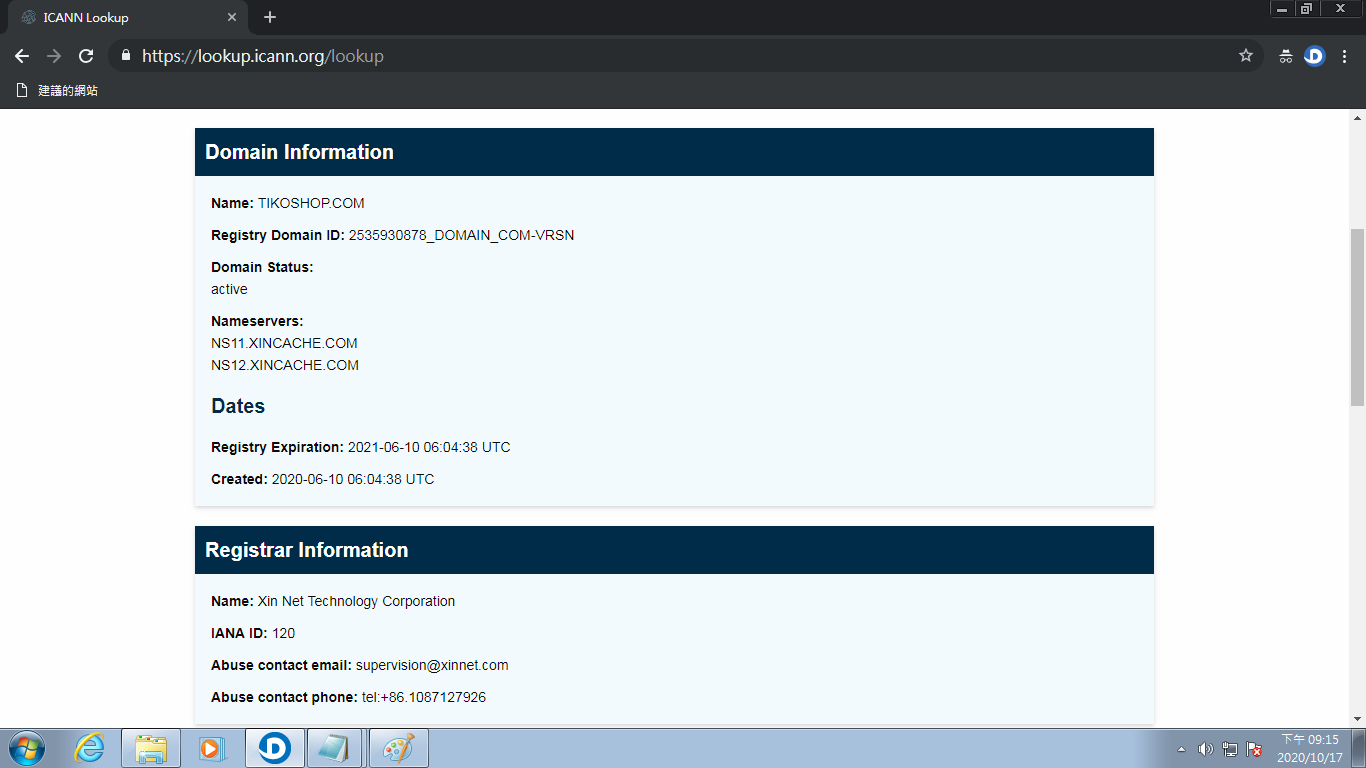 ICANN Lookup
https://lookup.icann.org/lookup
建議的網站
Domain Information
Name: TIKOSHOP.COM
Registry Domain ID: 2535930878_DOMAIN_COM-VRSN
Domain Status:
active
Nameservers:
NS11.XINCACHE.COM
NS12.XINCACHE.COM
Dates
Registry Expiration: 2021-06-10 06:04:38 UTC
Created: 2020-06-10 06:04:38 UTC
Registrar Information
Name: Xin Net Technology Corporation
IANA ID: 120
Abuse contact email: supervision@xinnet.com
Abuse contact phone: tel:+86.1087127926
下午 09:15
2020/10/17